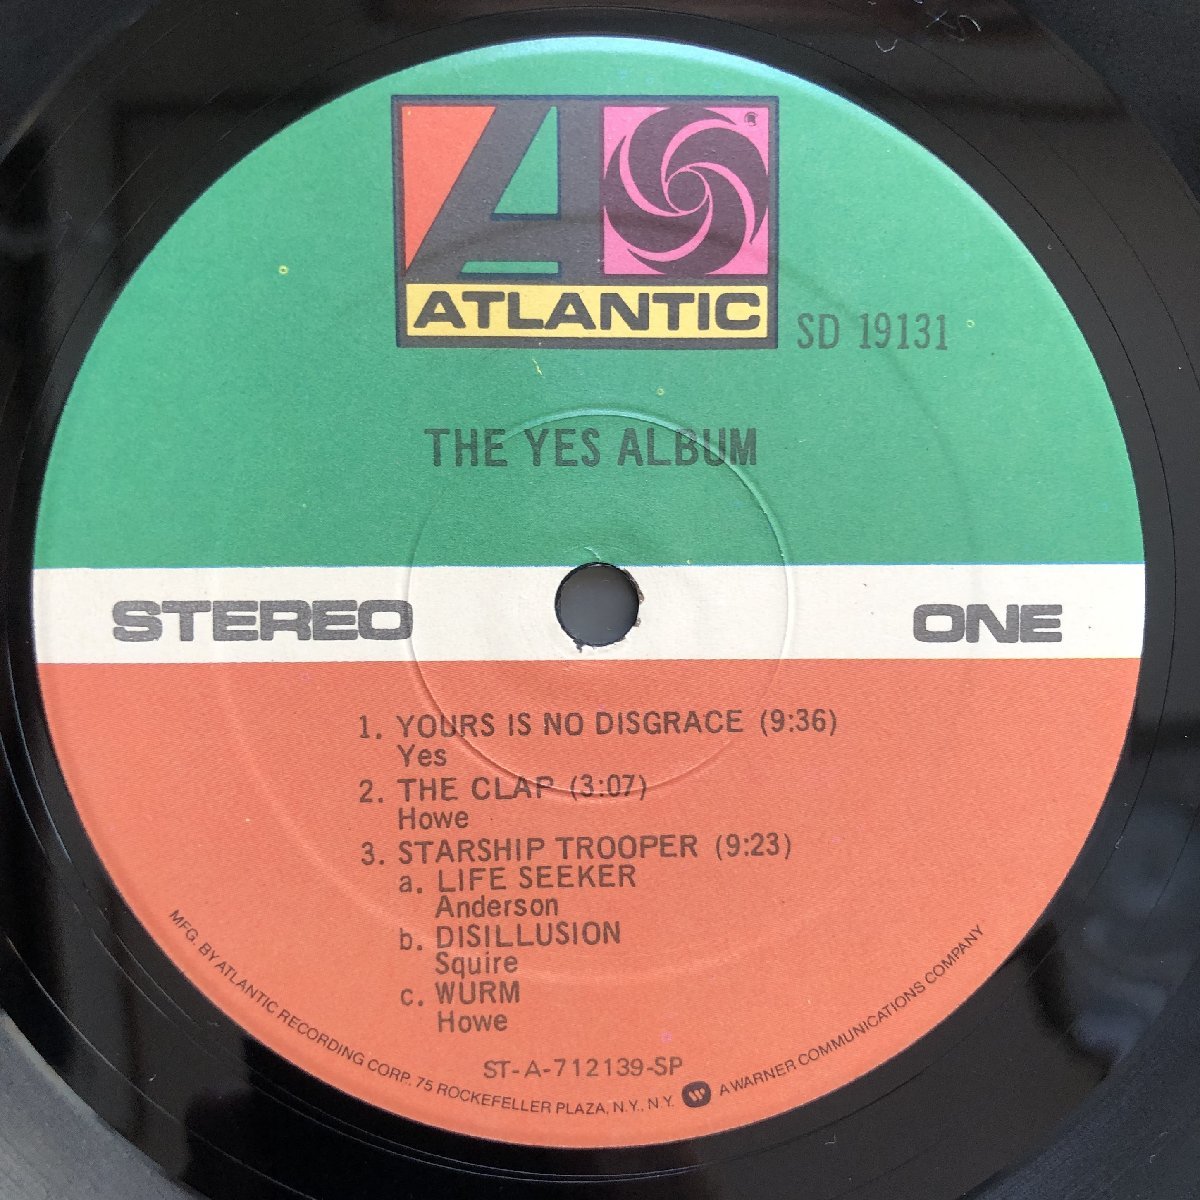 ATLANTIC
SD 19131
THE YES ALBUM
STEREO
ONE
1. YOURS IS NO DISGRACE (9:36)
Yes
2. THE CLAP (3:07)
Howe
3. STARSHIP TROOPER (9:23)
a. LIFE SEEKER
Anderson
b. DISILLUSION
Squire
c. WURM
Howe
ST-A-712139-SP
MFG. BY ATLANTIC RECORDING CORP. 75 ROCKEFELLER PLAZA, N.Y., N.Y. A WARNER COMMUNICATIONS COMPANY